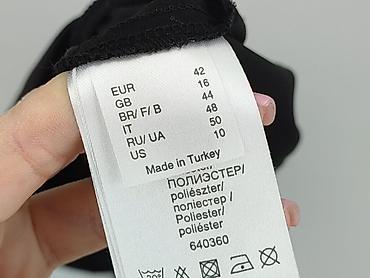 EUR 42
GB 16
BR/ F/ B 44
IT 48
RU/ UA 50
US 10
Made in Turkey
ПОЛИЭСТЕР/
poliészter/
поліестер /
Poliester/
poliéster
640360